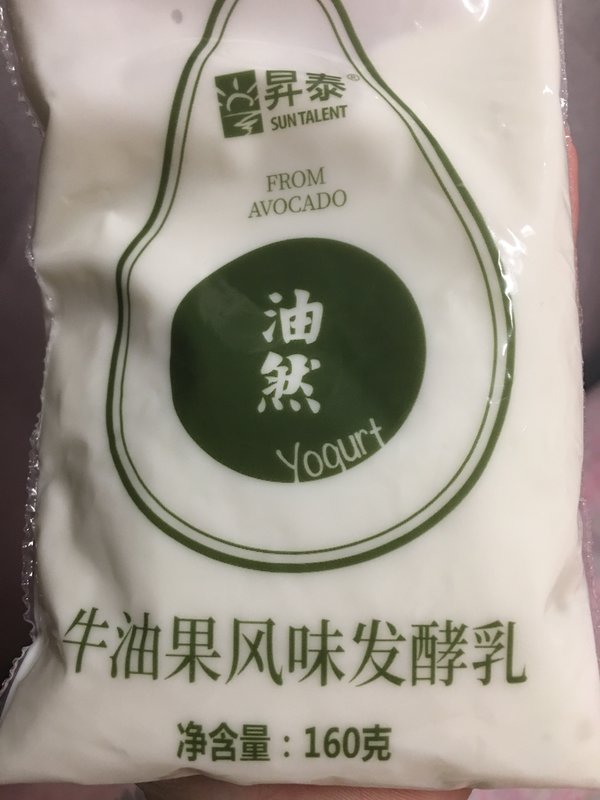 昇泰®
SUN TALENT
FROM
AVOCADO
油
然
Yogurt
牛油果风味发酵乳
净含量：160克